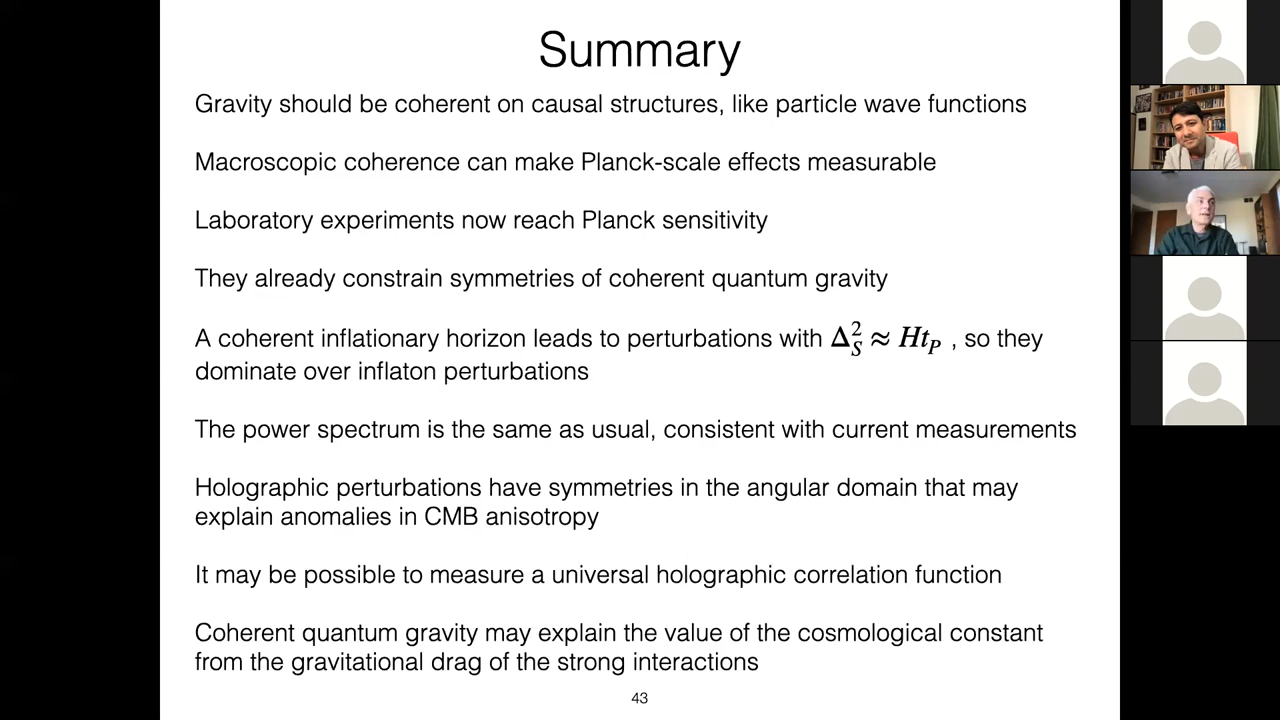 Summary
Gravity should be coherent on causal structures, like particle wave functions
Macroscopic coherence can make Planck-scale effects measurable
Laboratory experiments now reach Planck sensitivity
They already constrain symmetries of coherent quantum gravity
A coherent inflationary horizon leads to perturbations with Δ_S^2 ≈ Ht_P , so they
dominate over inflaton perturbations
The power spectrum is the same as usual, consistent with current measurements
Holographic perturbations have symmetries in the angular domain that may
explain anomalies in CMB anisotropy
It may be possible to measure a universal holographic correlation function
Coherent quantum gravity may explain the value of the cosmological constant
from the gravitational drag of the strong interactions
43